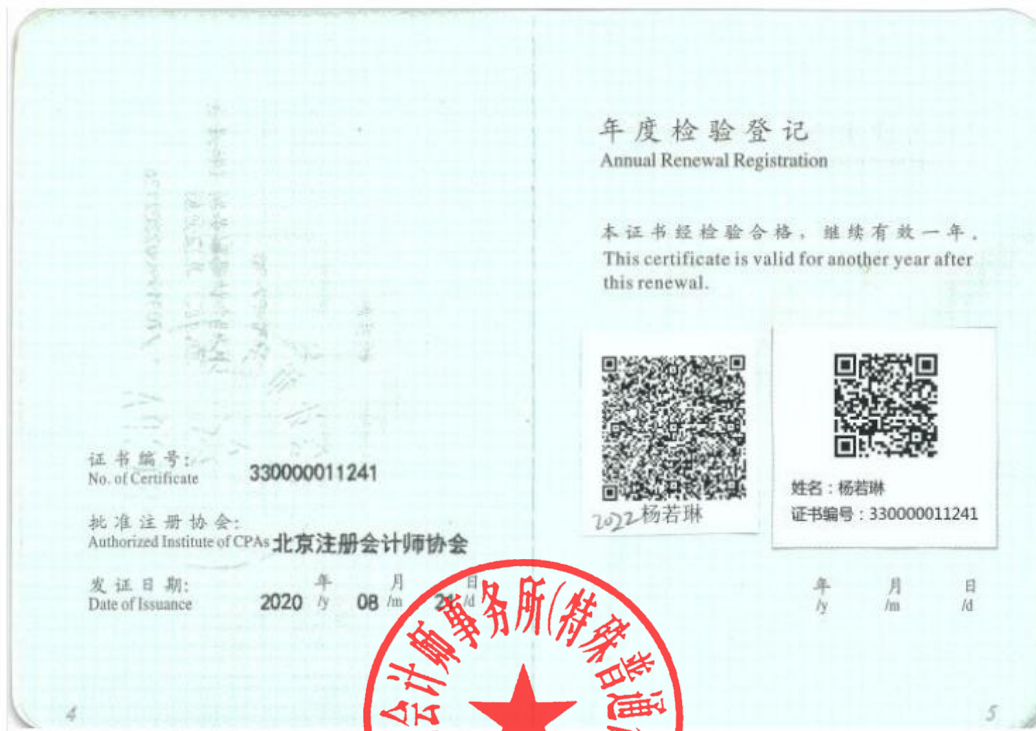 证书编号:
No. of Certificate
330000011241
批准注册协会:
Authorized Institute of CPAs 北京注册会计师协会
发证日期:
Date of Issuance
2020 年 /y 08 月 /m 21 日 /d
4
年度检验登记
Annual Renewal Registration
本证书经检验合格，继续有效一年。
This certificate is valid for another year after
this renewal.
2022 杨若琳
姓名：杨若琳
证书编号：330000011241
年 月 日
/y /m /d
5
会计师事务所(特殊普通